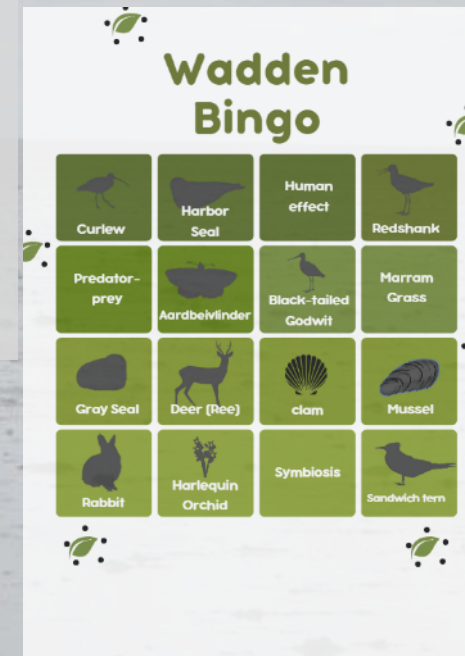 Wadden
Bingo
Curlew
Harbor
Seal
Human
effect
Redshank
Predator-
prey
Aardbeivlinder
Black-tailed
Godwit
Marram
Grass
Gray Seal
Deer (Ree)
clam
Mussel
Rabbit
Harlequin
Orchid
Symbiosis
Sandwich tern